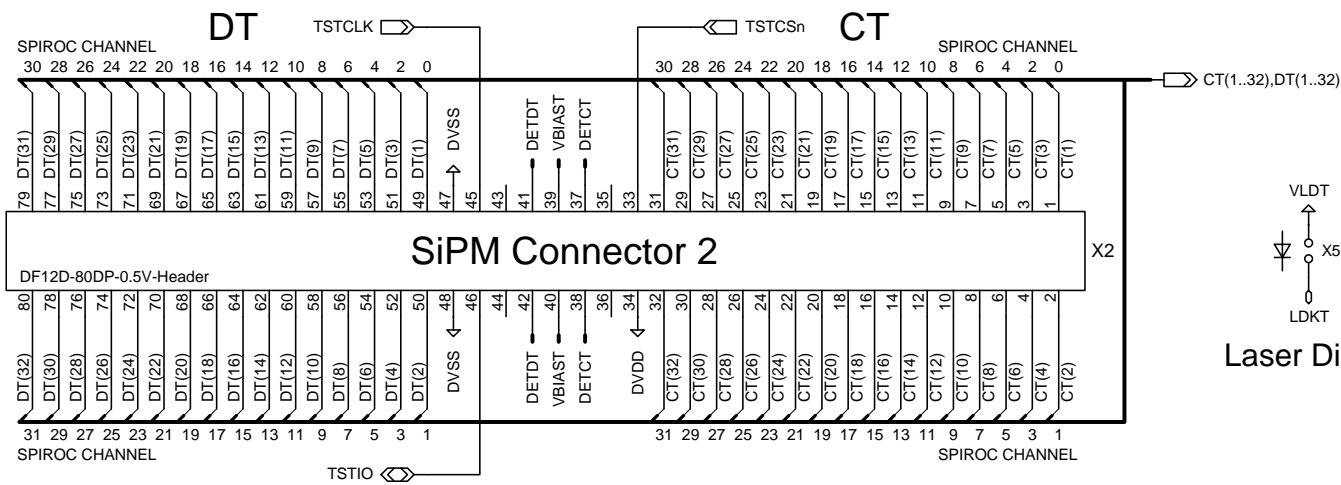 DT
TSTCLK
TSTCSn
CT
SPIROC CHANNEL
SPIROC CHANNEL
30 28 26 24 22 20 18 16 14 12 10 8 6 4 2 0
30 28 26 24 22 20 18 16 14 12 10 8 6 4 2 0
CT(1..32),DT(1..32)
DT(31) DT(29) DT(27) DT(25) DT(23) DT(21) DT(19) DT(17) DT(15) DT(13) DT(11) DT(9) DT(7) DT(5) DT(3) DT(1) DVSS DETDT VBIAST DETCT CT(31) CT(29) CT(27) CT(25) CT(23) CT(21) CT(19) CT(17) CT(15) CT(13) CT(11) CT(9) CT(7) CT(5) CT(3) CT(1)
79 77 75 73 71 69 67 65 63 61 59 57 55 53 51 49 47 45 43 41 39 37 35 33 31 29 27 25 23 21 19 17 15 13 11 9 7 5 3 1
VLDT
SiPM Connector 2
X2
X5
DF12D-80DP-0.5V-Header
80 78 76 74 72 70 68 66 64 62 60 58 56 54 52 50 48 46 44 42 40 38 36 34 32 30 28 26 24 22 20 18 16 14 12 10 8 6 4 2
LDKT
Laser Di
DT(32) DT(30) DT(28) DT(26) DT(24) DT(22) DT(20) DT(18) DT(16) DT(14) DT(12) DT(10) DT(8) DT(6) DT(4) DT(2) DVSS DETDT VBIAST DETCT DVDD CT(32) CT(30) CT(28) CT(26) CT(24) CT(22) CT(20) CT(18) CT(16) CT(14) CT(12) CT(10) CT(8) CT(6) CT(4) CT(2)
31 29 27 25 23 21 19 17 15 13 11 9 7 5 3 1
31 29 27 25 23 21 19 17 15 13 11 9 7 5 3 1
SPIROC CHANNEL
SPIROC CHANNEL
TSTIO